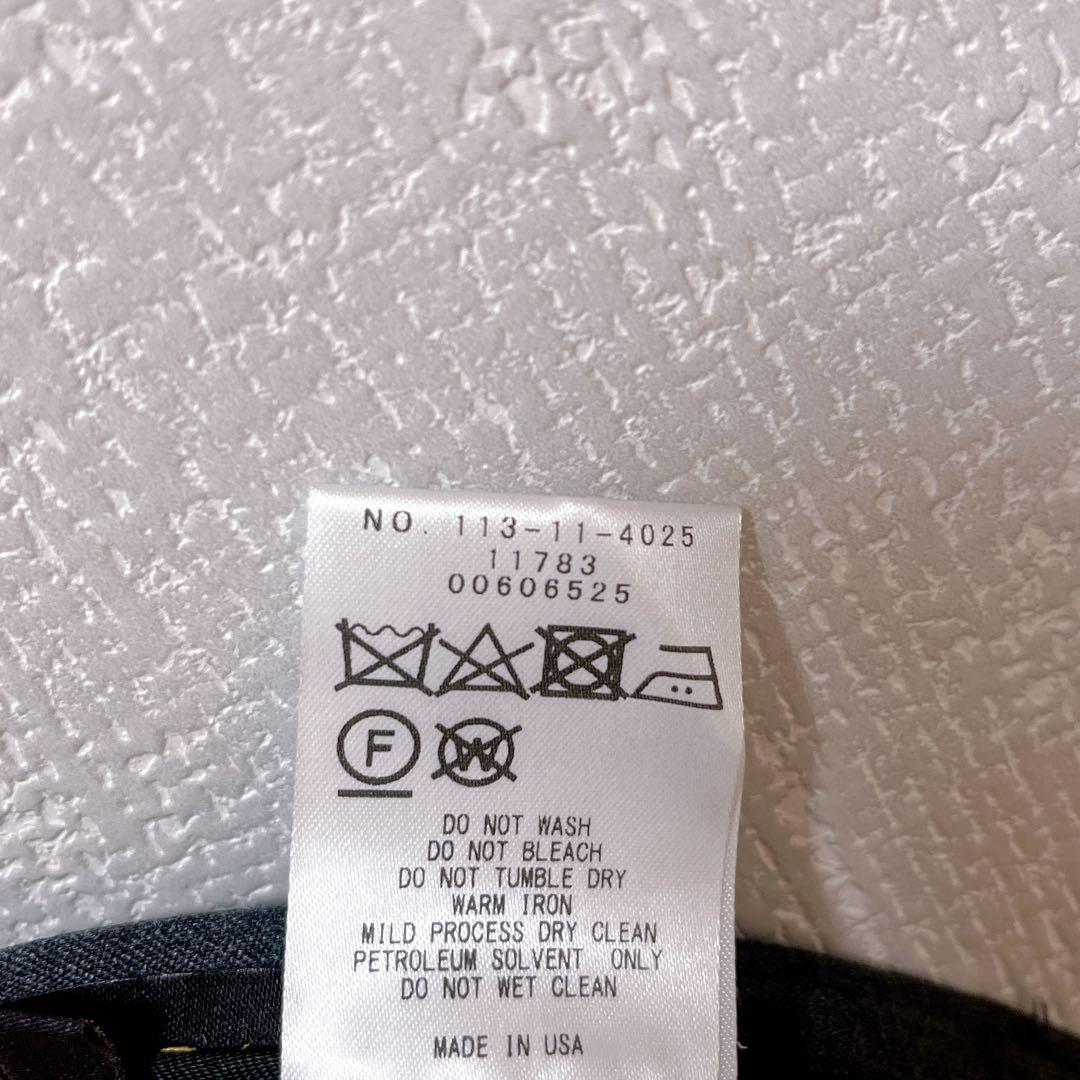 NO. 113-11-4025
11783
00606525
F W
DO NOT WASH
DO NOT BLEACH
DO NOT TUMBLE DRY
WARM IRON
MILD PROCESS DRY CLEAN
PETROLEUM SOLVENT ONLY
DO NOT WET CLEAN
MADE IN USA